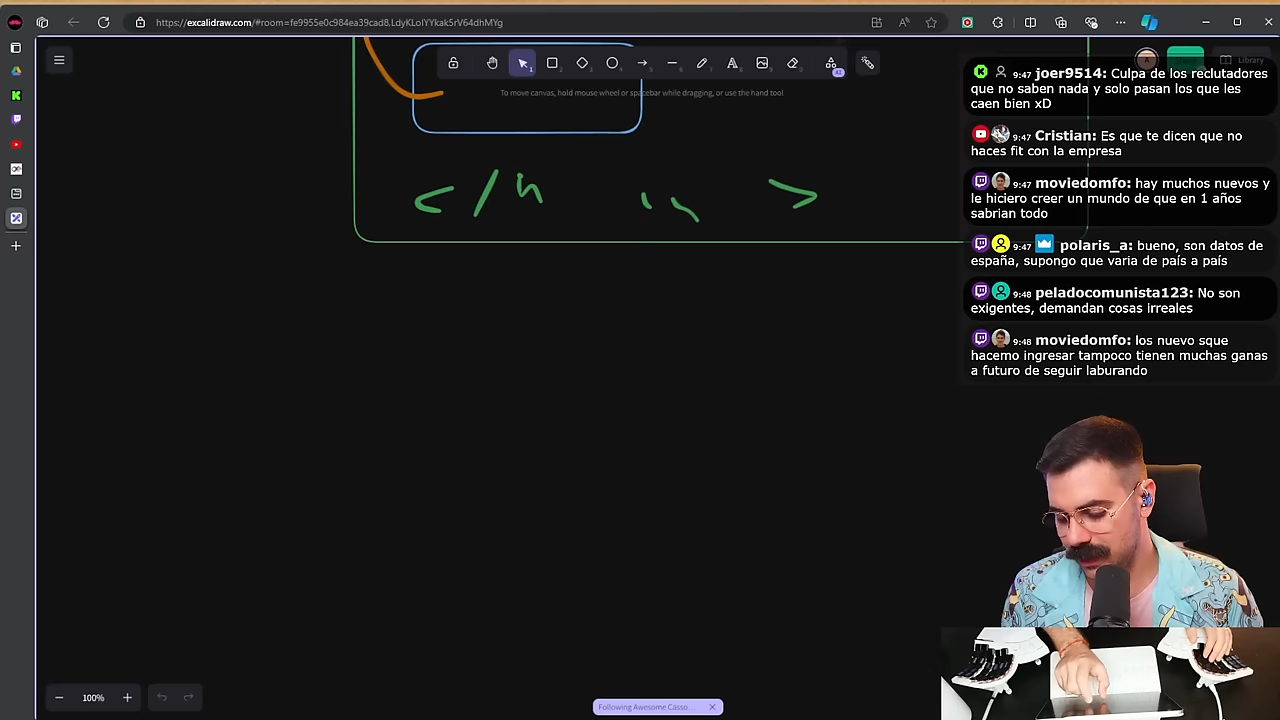 https://excalidraw.com/#room=fe9955e0c984ea39cad8,LdyKLoIYYkak5rV64dhMYg
To move canvas, hold mouse wheel or spacebar while dragging, or use the hand tool
Library
9:47 joer9514: Culpa de los reclutadores
que no saben nada y solo pasan los que les
caen bien xD
9:47 Cristian: Es que te dicen que no
haces fit con la empresa
9:47 moviedomfo: hay muchos nuevos y
le hiciero creer un mundo de que en 1 años
sabrian todo
9:47 polaris_a: bueno, son datos de
españa, supongo que varia de país a país
9:48 peladocomunista123: No son
exigentes, demandan cosas irreales
9:48 moviedomfo: los nuevo sque
hacemo ingresar tampoco tienen muchas ganas
a futuro de seguir laburando
100%
Following Awesome Casso...